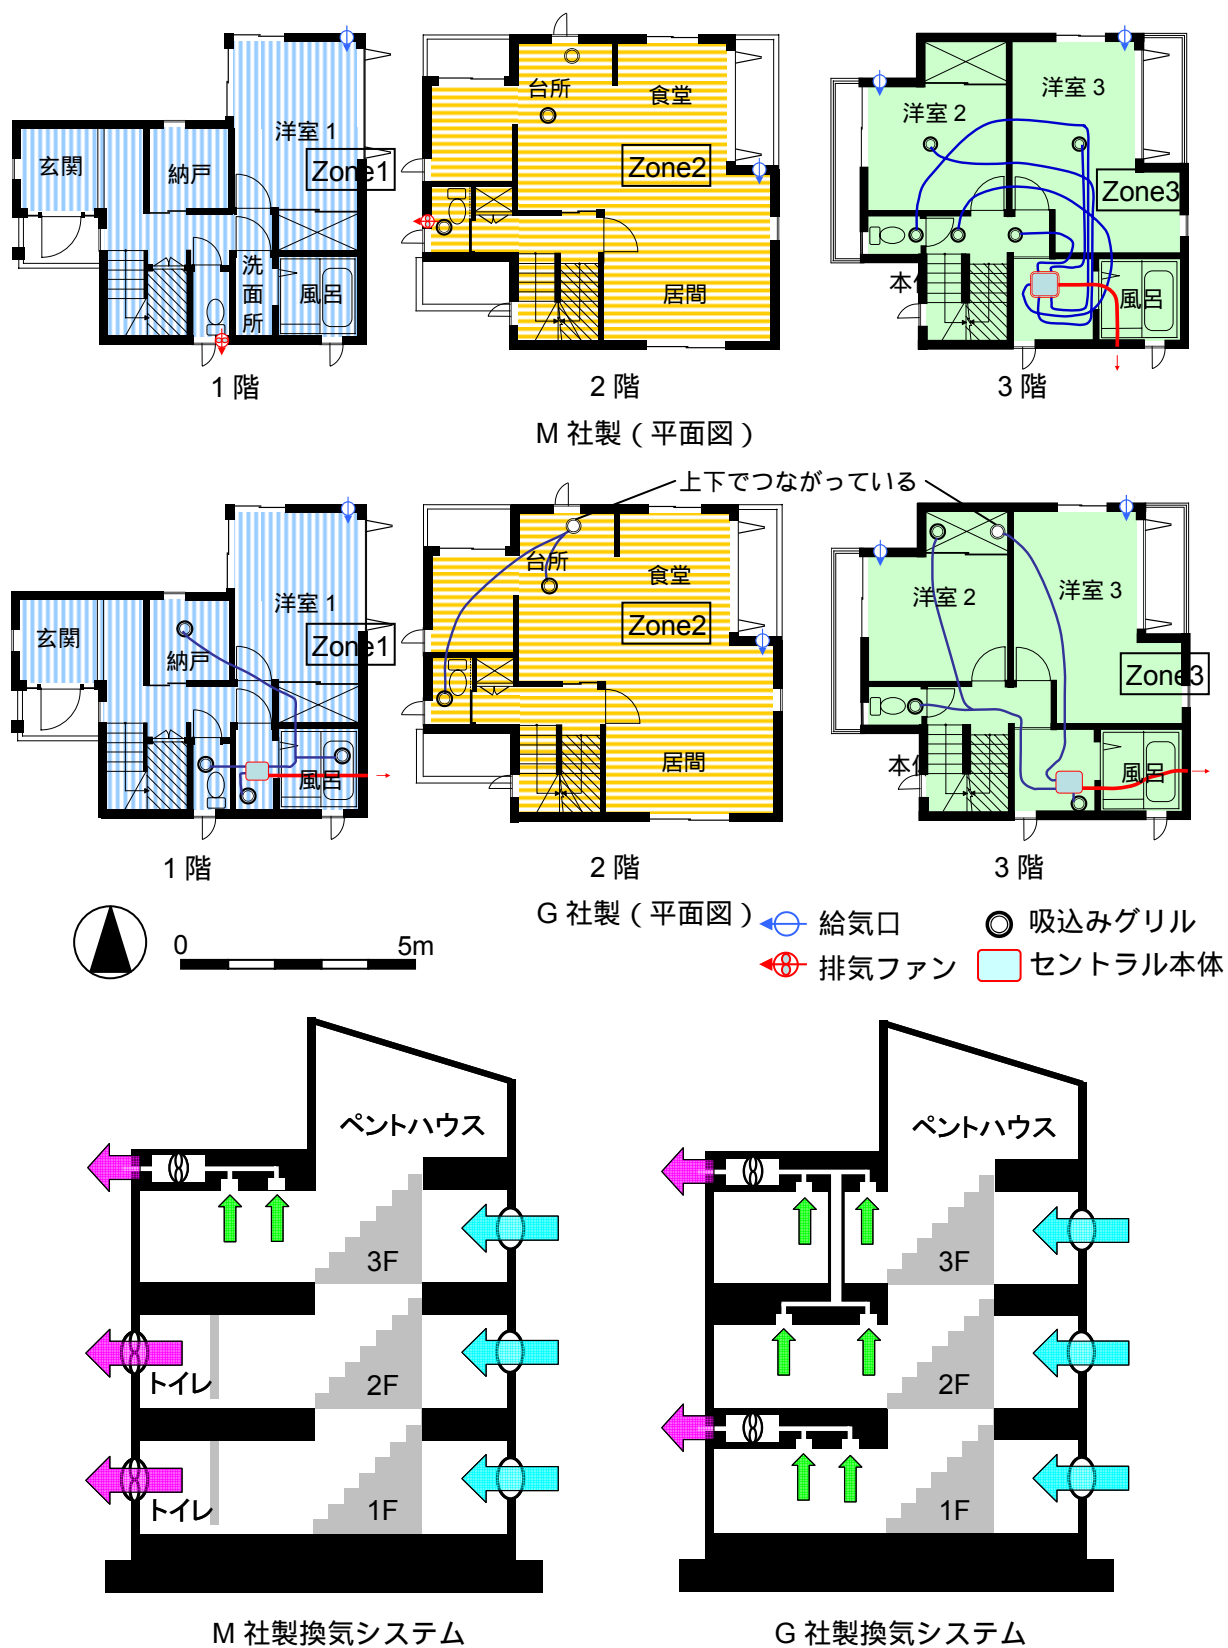 玄関
納戸
洋室 1
Zone1
洗面所
風呂
1 階
台所
食堂
Zone2
居間
2 階
洋室 2
洋室 3
Zone3
本体
風呂
3 階
M 社製（平面図）
上下でつながっている
玄関
納戸
洋室 1
Zone1
風呂
1 階
台所
食堂
Zone2
居間
2 階
洋室 2
洋室 3
Zone3
本体
風呂
3 階
G 社製（平面図）
0 5m
給気口
吸込みグリル
排気ファン
セントラル本体
ペントハウス
3F
トイレ
2F
トイレ
1F
M 社製換気システム
ペントハウス
3F
2F
1F
G 社製換気システム